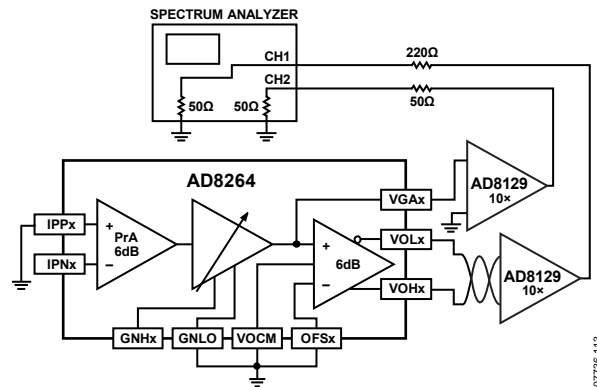 SPECTRUM ANALYZER
CH1
220Ω
CH2
50Ω
50Ω
50Ω
AD8264
VGAx
AD8129
10×
IPPx
+
PrA
6dB
IPNx
–
+
6dB
–
VOLx
VOHx
AD8129
10×
GNHx
GNLO
VOCM
OFSx
07736-113